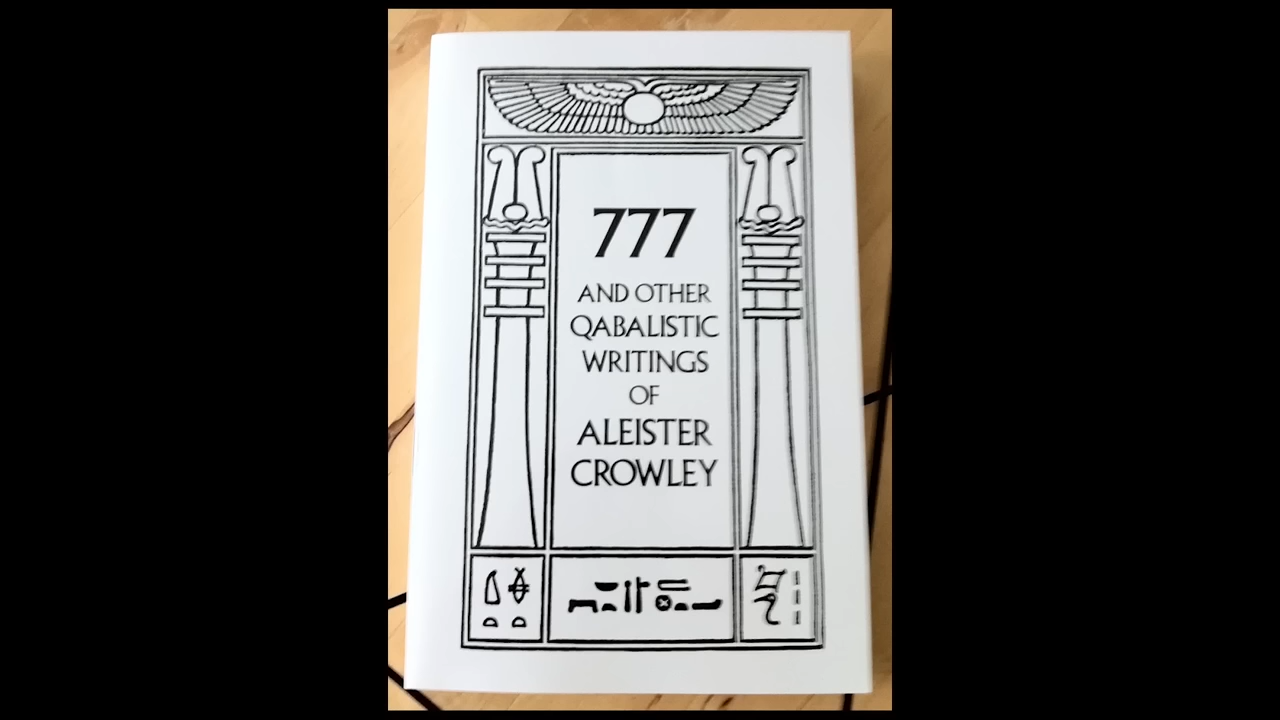 777
AND OTHER
QABALISTIC
WRITINGS
OF
ALEISTER
CROWLEY